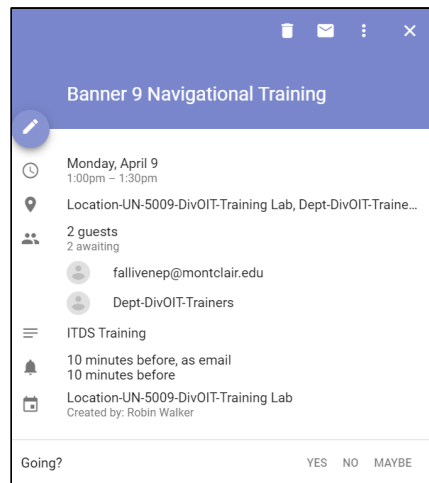 Banner 9 Navigational Training
Monday, April 9
1:00pm – 1:30pm
Location-UN-5009-DivOIT-Training Lab, Dept-DivOIT-Traine...
2 guests
2 awaiting
fallivenep@montclair.edu
Dept-DivOIT-Trainers
ITDS Training
10 minutes before, as email
10 minutes before
Location-UN-5009-DivOIT-Training Lab
Created by: Robin Walker
Going? YES NO MAYBE